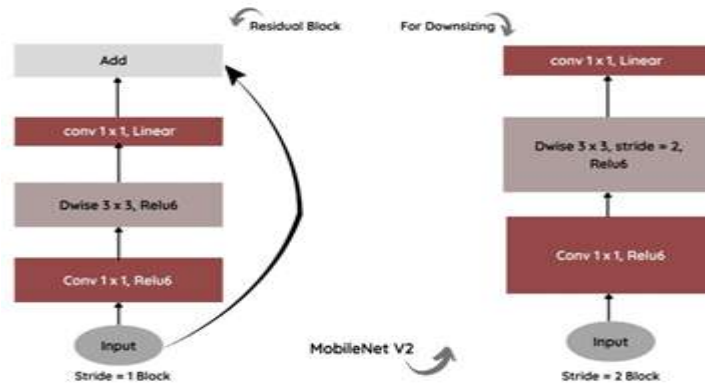 Residual Block
Add
conv 1 x 1, Linear
Dwise 3 x 3, Relu6
Conv 1 x 1, Relu6
Input
Stride = 1 Block
For Downsizing
conv 1 x 1, Linear
Dwise 3 x 3, stride = 2,
Relu6
Conv 1 x 1, Relu6
Input
Stride = 2 Block
MobileNet V2